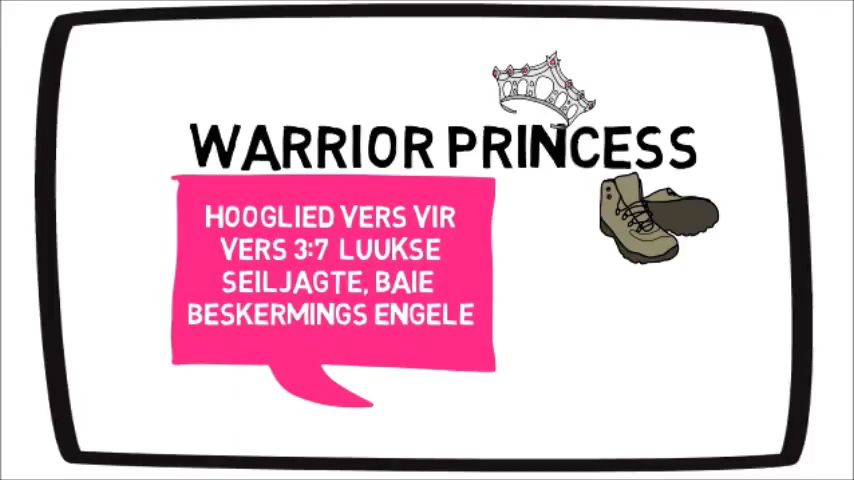 WARRIOR PRINCESS
HOOGLIED VERS VIR
VERS 3:7 LUUKSE
SEILJAGTE, BAIE
BESKERMINGS ENGELE